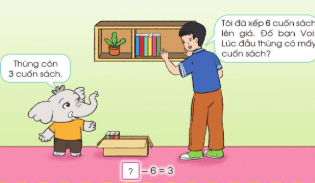 Tôi đã xếp 6 cuốn sách
lên giá. Đố bạn Voi
Lúc đầu thùng có mấy
cuốn sách?
Thùng còn
3 cuốn sách.
? – 6 = 3